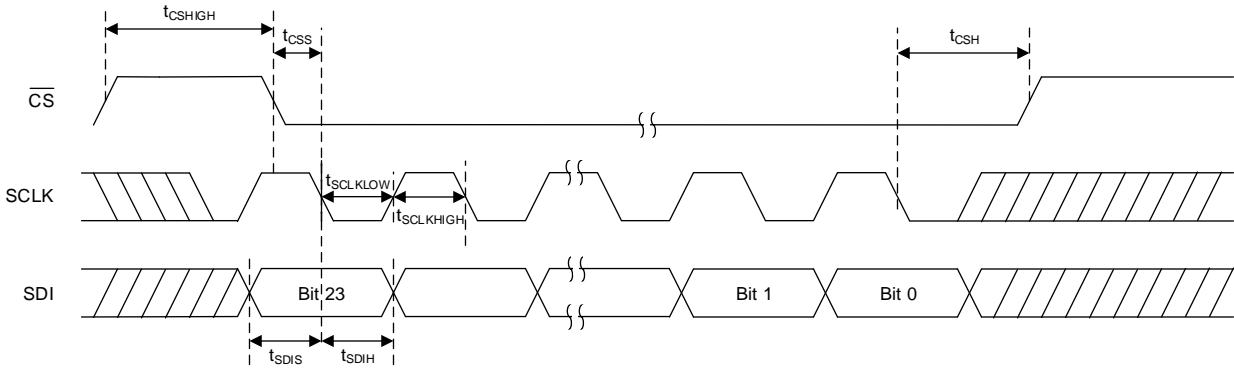 tCSHIGH
tCSS
tCSH
CS
SCLK
tSCLKLOW
tSCLKHIGH
SDI
Bit 23
Bit 1
Bit 0
tSDIS
tSDIH